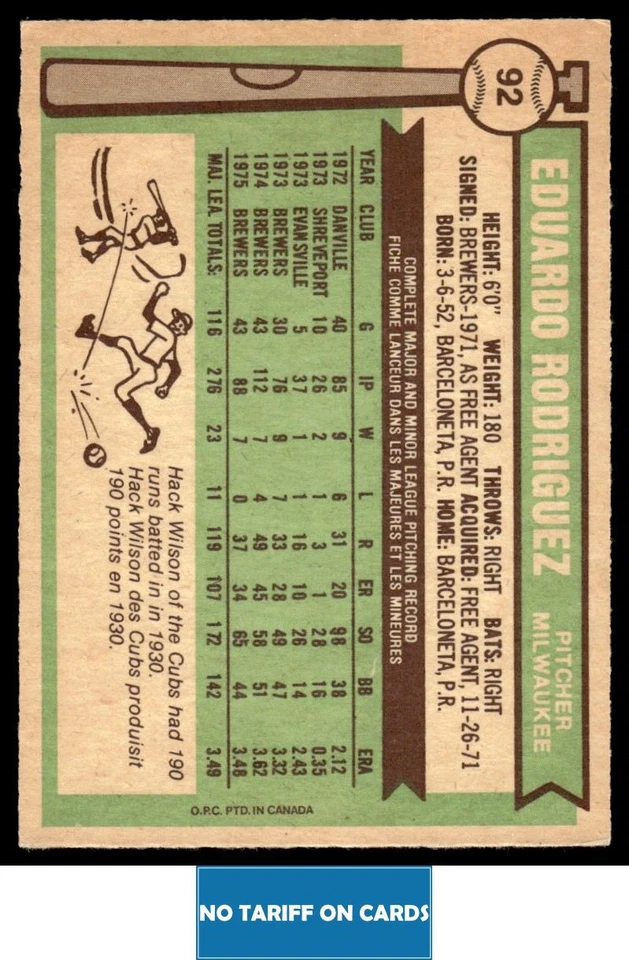 92
EDUARDO RODRIGUEZ
PITCHER
MILWAUKEE
HEIGHT: 6'0" WEIGHT: 180 THROWS: RIGHT BATS: RIGHT
SIGNED: BREWERS-1971, AS FREE AGENT ACQUIRED: FREE AGENT, 11-26-71
BORN: 3-6-52, BARCELONETA, P.R. HOME: BARCELONETA, P.R.
COMPLETE MAJOR AND MINOR LEAGUE PITCHING RECORD
FICHE COMME LANCEUR DANS LES MAJEURES ET LES MINEURES
YEAR CLUB G IP W L R ER SO BB ERA
1972 DANVILLE 40 85 9 6 31 20 98 38 2.12
1973 SHREVEPORT 10 26 2 1 3 1 28 16 0.35
1973 EVANSVILLE 5 37 1 1 16 10 26 14 2.43
1973 BREWERS 30 76 9 7 33 28 49 47 3.32
1974 BREWERS 43 112 7 4 49 45 58 51 3.62
1975 BREWERS 43 88 7 0 37 34 65 44 3.48
MAJ. LEA. TOTALS: 116 276 23 11 119 107 172 142 3.49
Hack Wilson of the Cubs had 190
runs batted in in 1930.
Hack Wilson des Cubs produisit
190 points en 1930.
O.P.C. PTD. IN CANADA
NO TARIFF ON CARDS